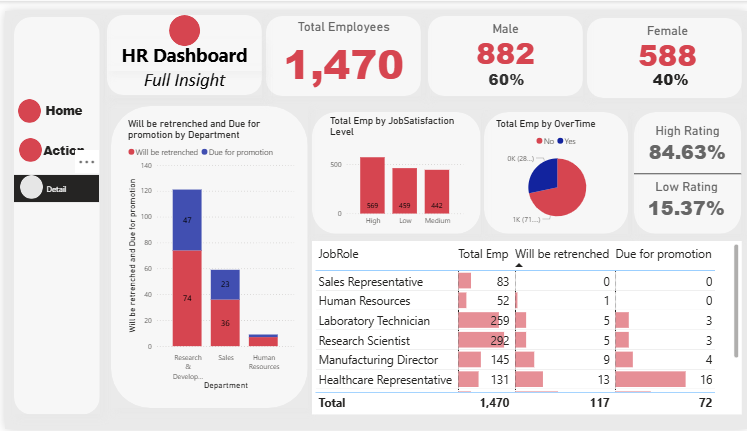 HR Dashboard
Full Insight
Total Employees
1,470
Male
882
60%
Female
588
40%
Home
Action
Detail
Will be retrenched and Due for
promotion by Department
Will be retrenched Due for promotion
Will be retrenched and Due for promotion
140
120
100
80
60
40
20
0
47
74
23
36
Research
&
Develop...
Sales
Human
Resources
Department
Total Emp by JobSatisfaction
Level
500
0
569
459
442
High
Low
Medium
Total Emp by OverTime
No Yes
0K (28...)
1K (71...)
High Rating
84.63%
Low Rating
15.37%
JobRole Total Emp Will be retrenched Due for promotion
Sales Representative 83 0 0
Human Resources 52 1 0
Laboratory Technician 259 5 3
Research Scientist 292 5 3
Manufacturing Director 145 9 4
Healthcare Representative 131 13 16
Total 1,470 117 72